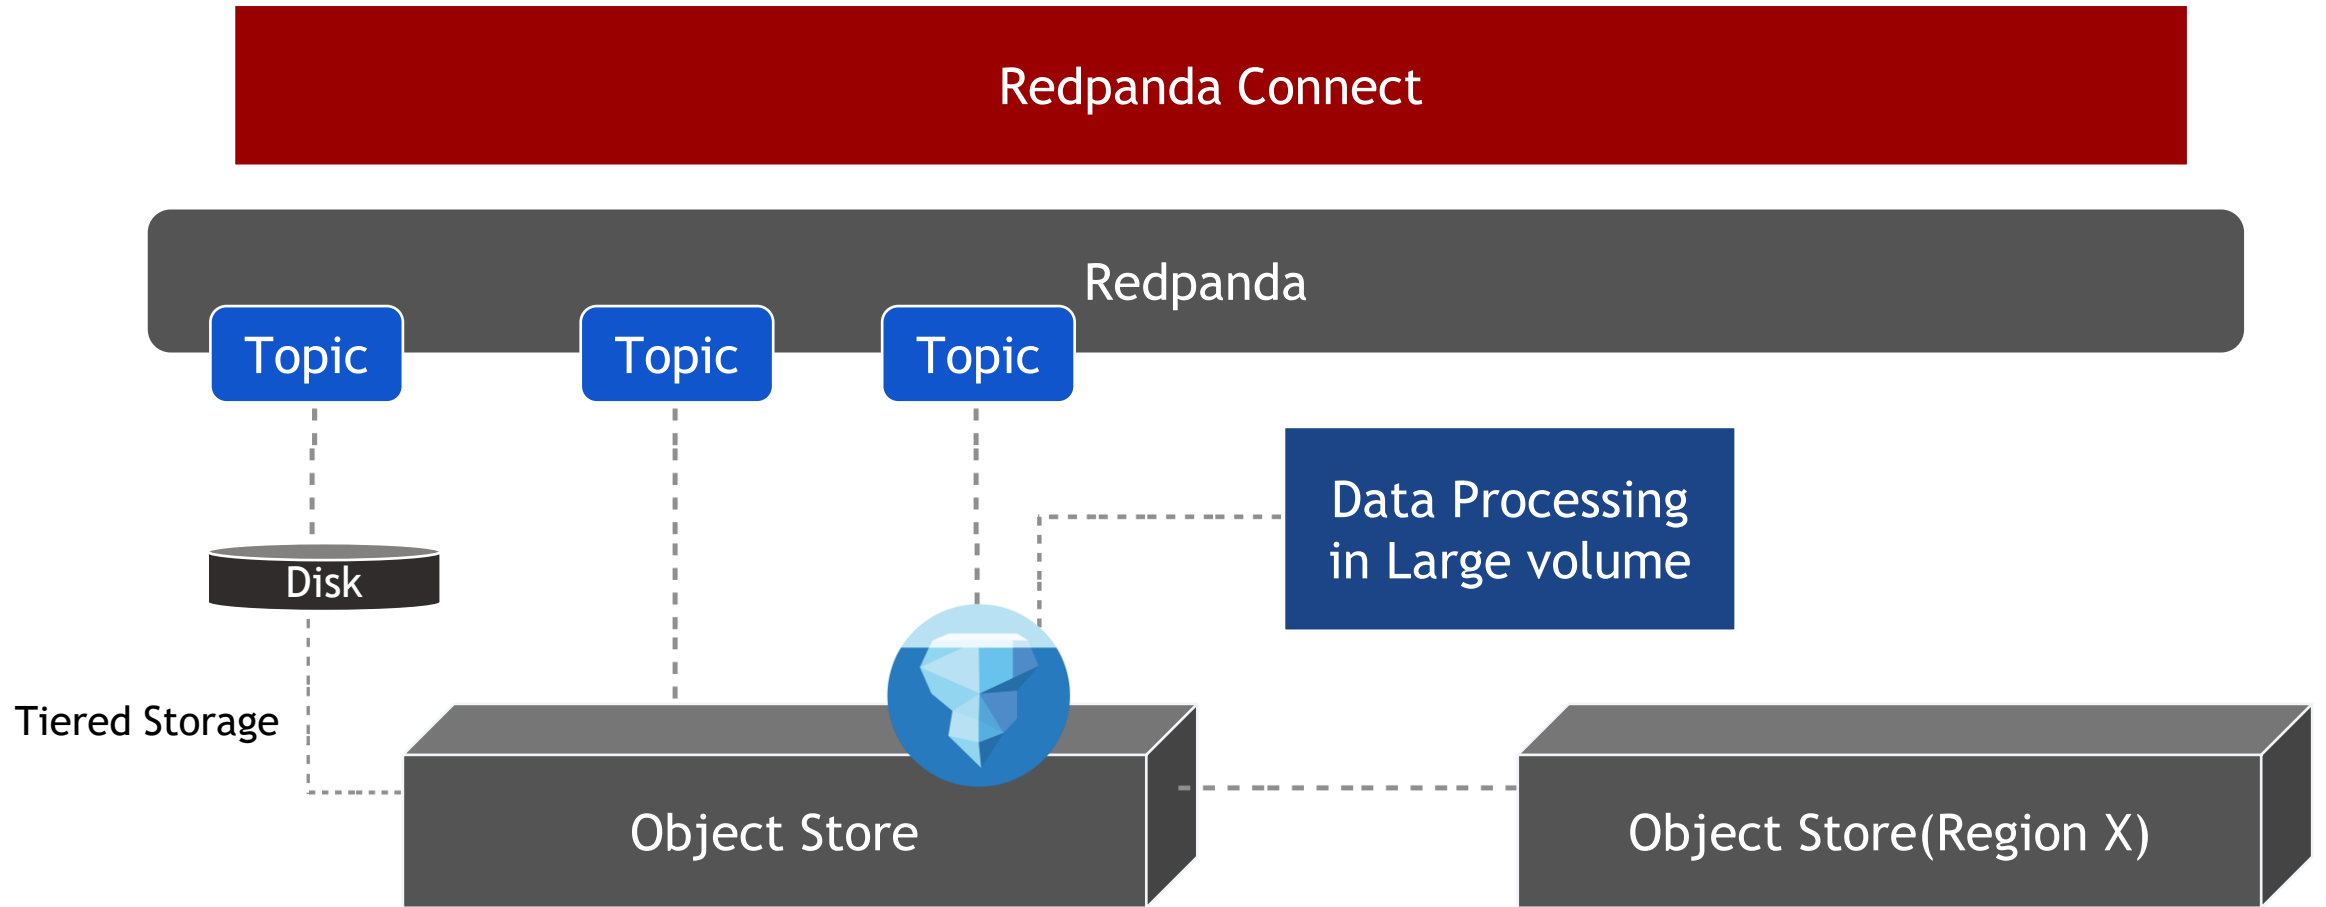 Redpanda Connect
Redpanda
Topic
Topic
Topic
Data Processing
in Large volume
Disk
Tiered Storage
Object Store
Object Store(Region X)